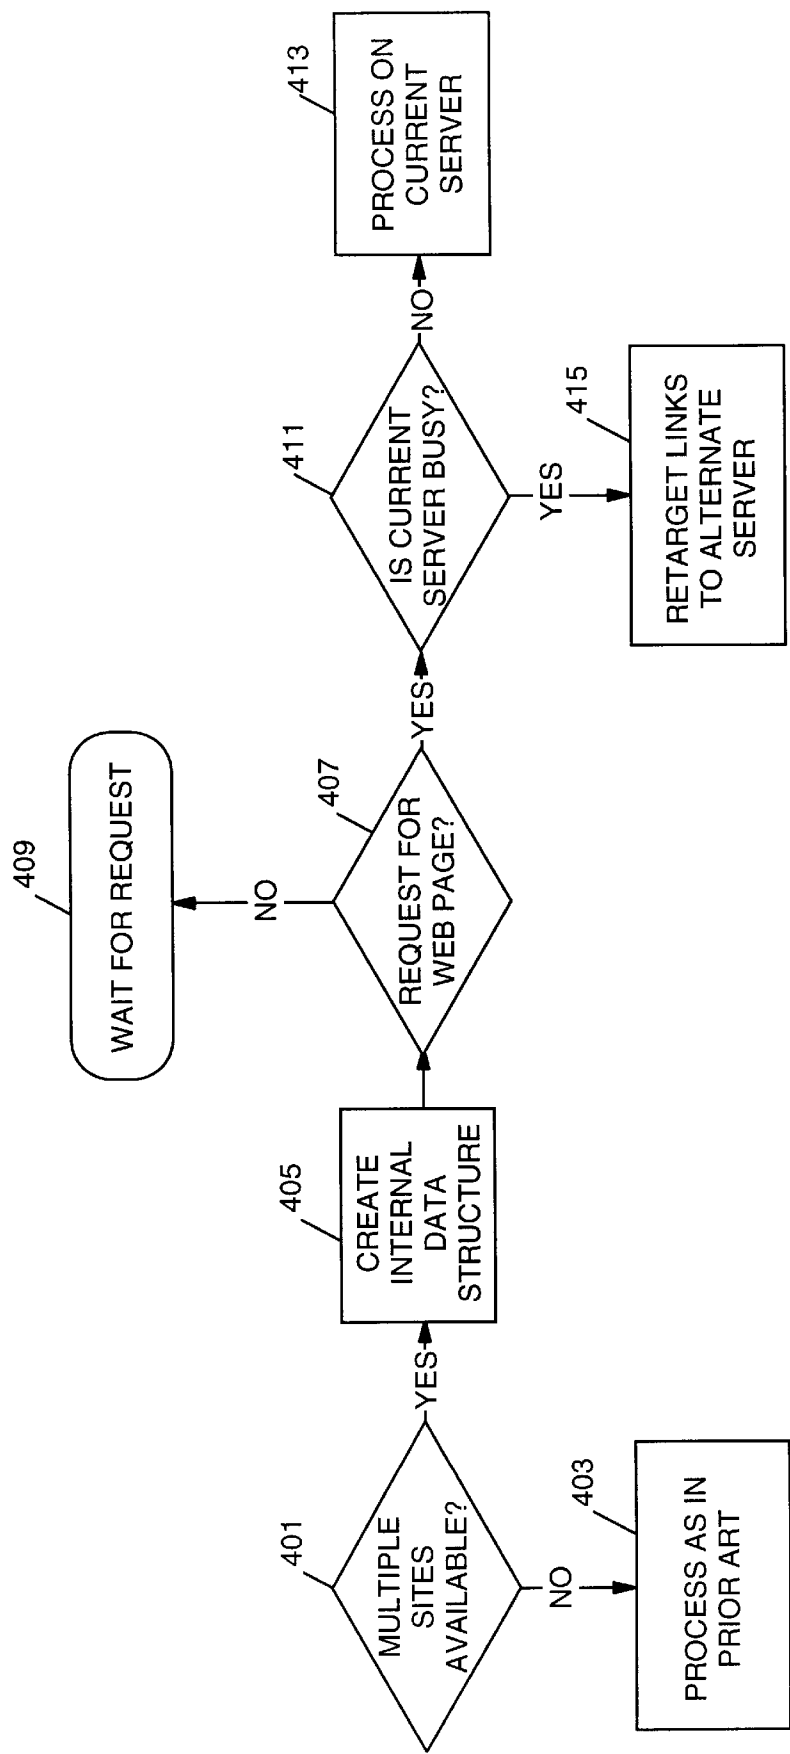 401
MULTIPLE
SITES
AVAILABLE?
NO
403
PROCESS AS IN
PRIOR ART
YES
405
CREATE
INTERNAL
DATA
STRUCTURE
407
REQUEST FOR
WEB PAGE?
NO
409
WAIT FOR REQUEST
YES
411
IS CURRENT
SERVER BUSY?
NO
413
PROCESS ON
CURRENT
SERVER
YES
415
RETARGET LINKS
TO ALTERNATE
SERVER